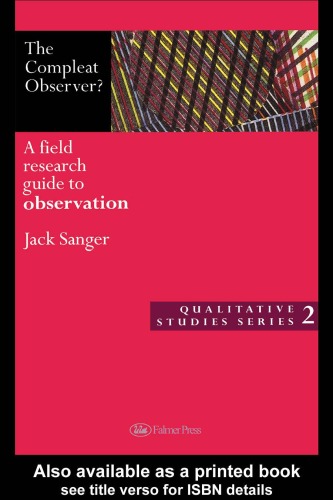 The
Compleat
Observer?
A field
research
guide to
observation
Jack Sanger
QUALITATIVE
STUDIES SERIES 2
Falmer Press
Also available as a printed book
see title verso for ISBN details